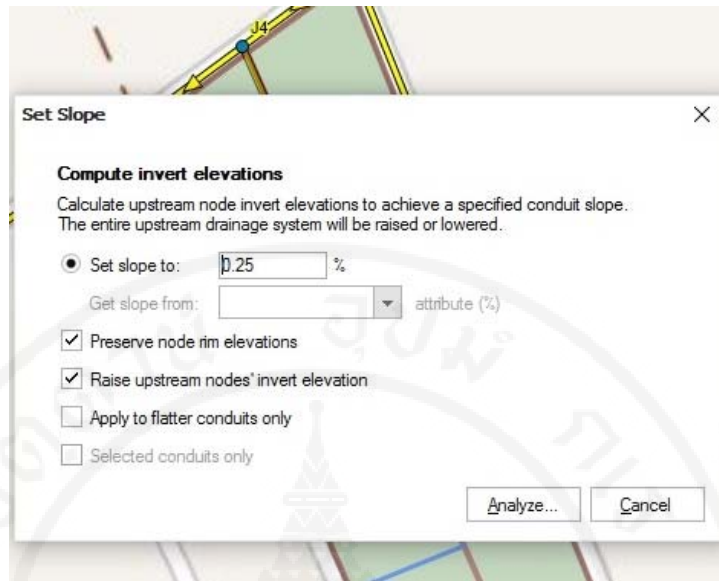 J4
Set Slope
Compute invert elevations
Calculate upstream node invert elevations to achieve a specified conduit slope.
The entire upstream drainage system will be raised or lowered.
Set slope to: 0.25 %
Get slope from: attribute (%)
Preserve node rim elevations
Raise upstream nodes' invert elevation
Apply to flatter conduits only
Selected conduits only
Analyze... Cancel